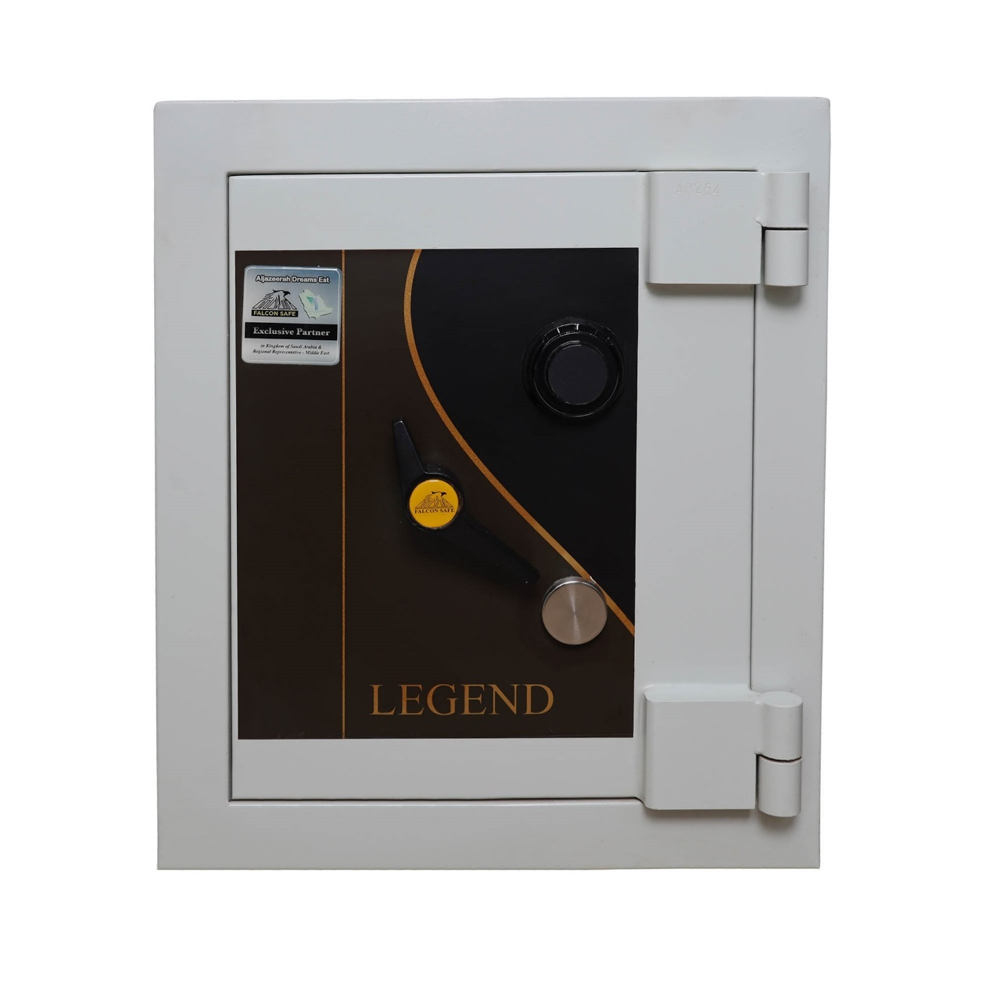 Aljazeerah Dreams Est
FALCON SAFE
Exclusive Partner
in Kingdom of Saudi Arabia &
Regional Representative - Middle East
FALCON SAFE
LEGEND